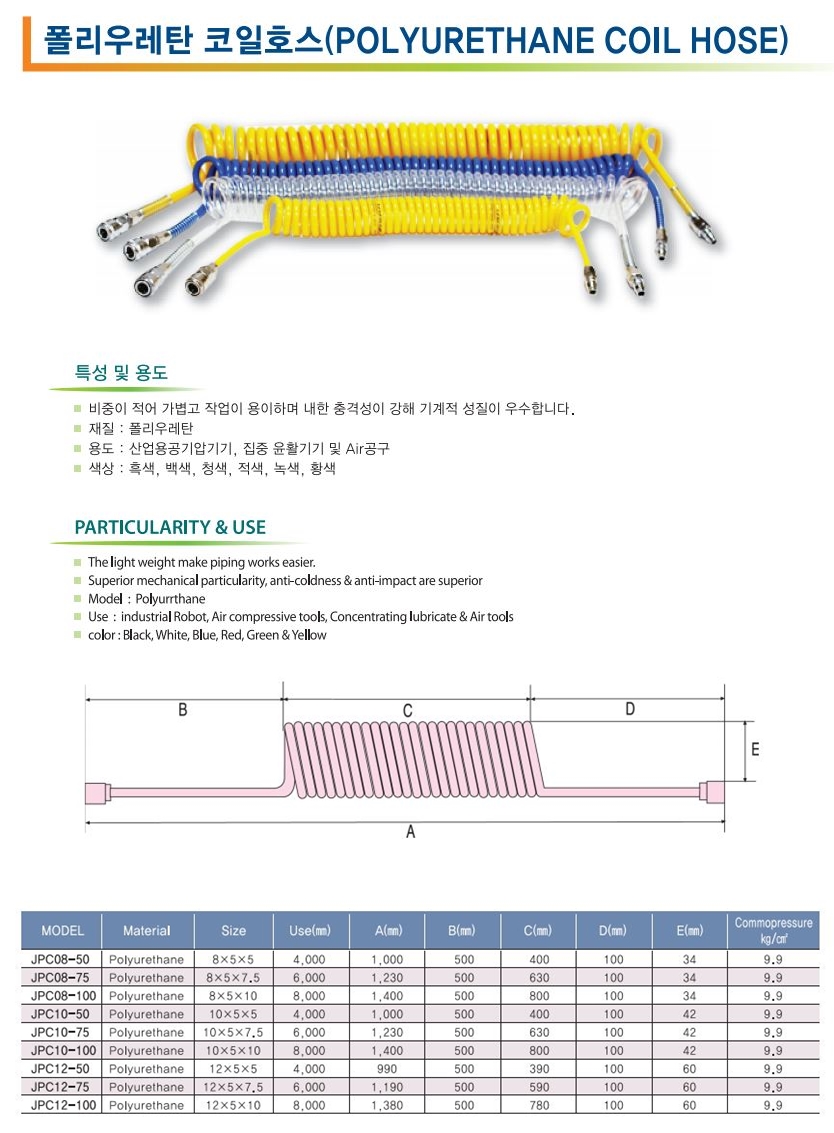 폴리우레탄 코일호스(POLYURETHANE COIL HOSE)
특성 및 용도
비중이 적어 가볍고 작업이 용이하며 내한 충격성이 강해 기계적 성질이 우수합니다.
재질 : 폴리우레탄
용도 : 산업용공기압기기, 집중 윤활기기 및 Air공구
색상 : 흑색, 백색, 청색, 적색, 녹색, 황색
PARTICULARITY & USE
The light weight make piping works easier.
Superior mechanical particularity, anti-coldness & anti-impact are superior
Model : Polyurrthane
Use : industrial Robot, Air compressive tools, Concentrating lubricate & Air tools
color : Black, White, Blue, Red, Green & Yellow
B C D
E
A
MODEL Material Size Use(㎜) A(㎜) B(㎜) C(㎜) D(㎜) E(㎜) Commopressure kg/㎠
JPC08-50 Polyurethane 8×5×5 4,000 1,000 500 400 100 34 9.9
JPC08-75 Polyurethane 8×5×7.5 6,000 1,230 500 630 100 34 9.9
JPC08-100 Polyurethane 8×5×10 8,000 1,400 500 800 100 34 9.9
JPC10-50 Polyurethane 10×5×5 4,000 1,000 500 400 100 42 9.9
JPC10-75 Polyurethane 10×5×7.5 6,000 1,230 500 630 100 42 9.9
JPC10-100 Polyurethane 10×5×10 8,000 1,400 500 800 100 42 9.9
JPC12-50 Polyurethane 12×5×5 4,000 990 500 390 100 60 9.9
JPC12-75 Polyurethane 12×5×7.5 6,000 1,190 500 590 100 60 9.9
JPC12-100 Polyurethane 12×5×10 8,000 1,380 500 780 100 60 9.9